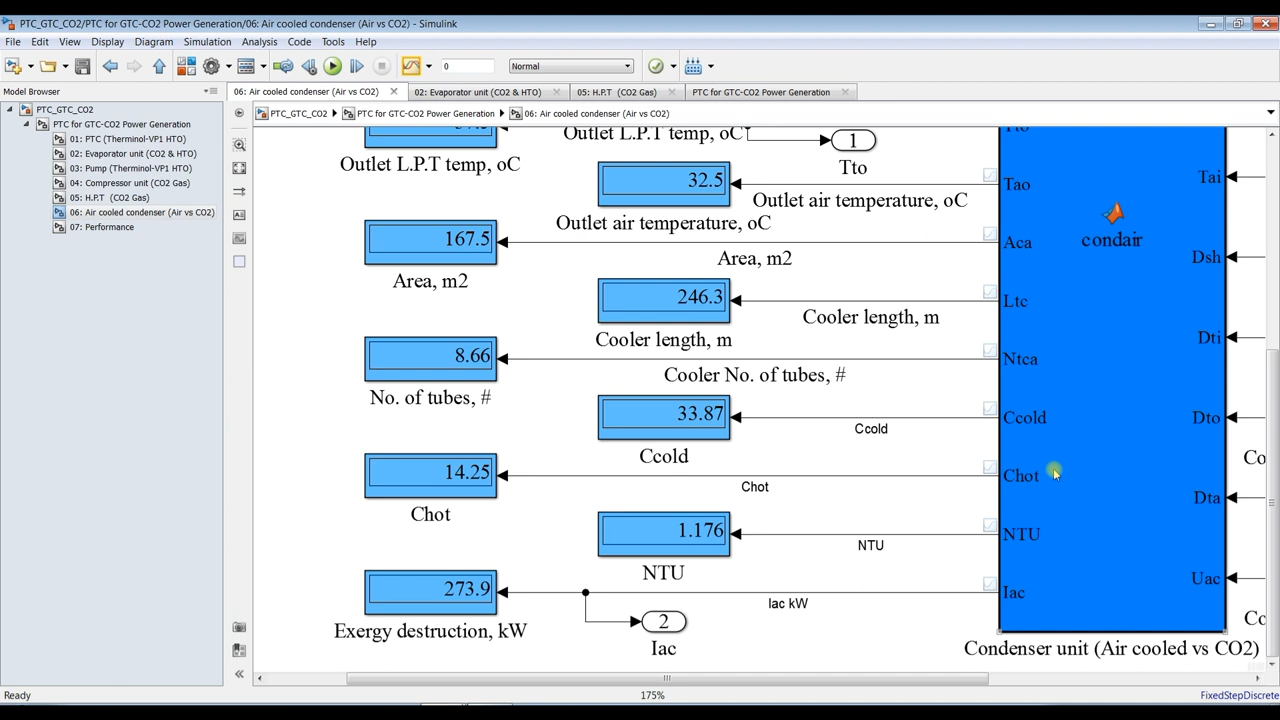 PTC_GTC_CO2/PTC for GTC-CO2 Power Generation/06: Air cooled condenser (Air vs CO2) - Simulink
File Edit View Display Diagram Simulation Analysis Code Tools Help
0 Normal
Model Browser
06: Air cooled condenser (Air vs CO2) 02: Evaporator unit (CO2 & HTO) 05: H.P.T (CO2 Gas) PTC for GTC-CO2 Power Generation
PTC_GTC_CO2 PTC for GTC-CO2 Power Generation 06: Air cooled condenser (Air vs CO2)
PTC_GTC_CO2
PTC for GTC-CO2 Power Generation
01: PTC (Therminol-VP1 HTO)
02: Evaporator unit (CO2 & HTO)
03: Pump (Therminol-VP1 HTO)
04: Compressor unit (CO2 Gas)
05: H.P.T (CO2 Gas)
06: Air cooled condenser (Air vs CO2)
07: Performance
Outlet L.P.T temp, oC
Outlet L.P.T temp, oC
1
Tto
Tto
32.5
Outlet air temperature, oC
Outlet air temperature, oC
Tao
Tai
condair
167.5
Area, m2
Area, m2
Aca
Dsh
246.3
Cooler length, m
Cooler length, m
Ltc
Dti
8.66
No. of tubes, #
Cooler No. of tubes, #
Ntca
33.87
Ccold
Ccold
Ccold
Dto
Co
14.25
Chot
Chot
Chot
Dta
1.176
NTU
NTU
NTU
Uac
273.9
Exergy destruction, kW
Iac kW
Iac
2
Iac
Co
Condenser unit (Air cooled vs CO2)
Ready 175% FixedStepDiscrete